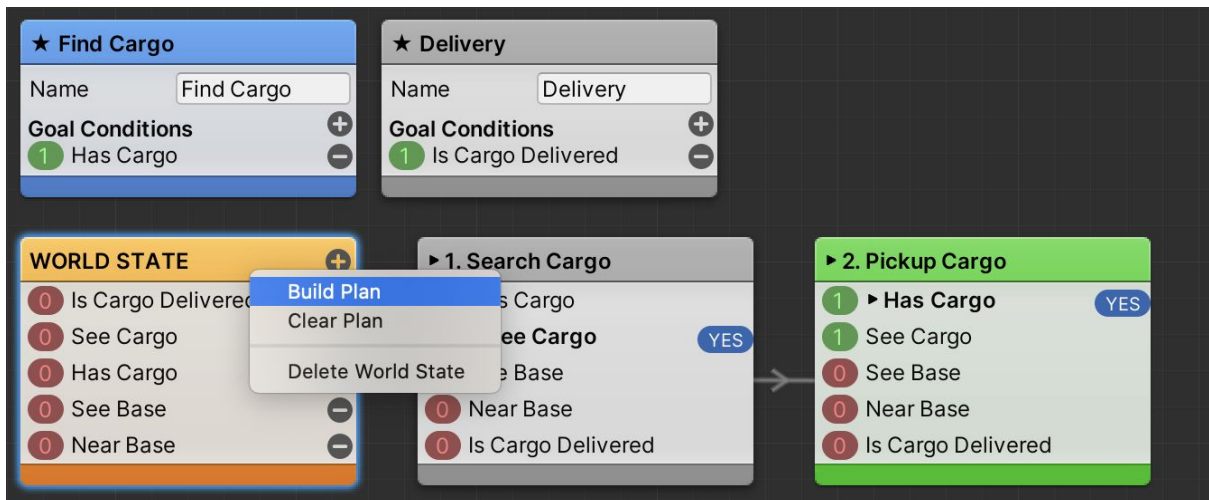 ★ Find Cargo
Name Find Cargo
Goal Conditions
1 Has Cargo
★ Delivery
Name Delivery
Goal Conditions
1 Is Cargo Delivered
WORLD STATE
0 Is Cargo Delivered
0 See Cargo
0 Has Cargo
0 See Base
0 Near Base
Build Plan
Clear Plan
Delete World State
1. Search Cargo
Cargo
Cargo YES
Base
0 Near Base
0 Is Cargo Delivered
2. Pickup Cargo
1 Has Cargo YES
1 See Cargo
0 See Base
0 Near Base
0 Is Cargo Delivered